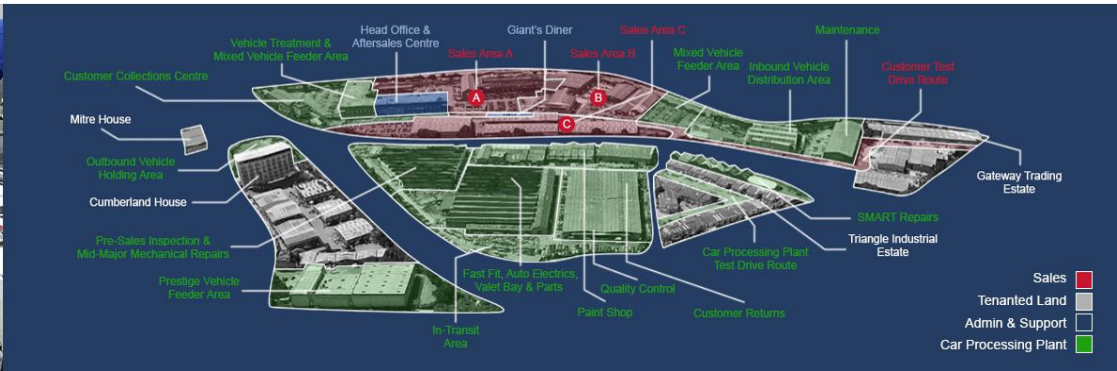 Vehicle Treatment &
Mixed Vehicle Feeder Area
Head Office &
Aftersales Centre
Giant's Diner
Sales Area C
Maintenance
Customer Collections Centre
Sales Area A
Sales Area B
Mixed Vehicle
Feeder Area
Inbound Vehicle
Distribution Area
Customer Test
Drive Route
A
B
C
Mitre House
Outbound Vehicle
Holding Area
Cumberland House
Gateway Trading
Estate
Pre-Sales Inspection &
Mid-Major Mechanical Repairs
SMART Repairs
Triangle Industrial
Estate
Car Processing Plant
Test Drive Route
Prestige Vehicle
Feeder Area
Fast Fit, Auto Electrics,
Valet Bay & Parts
Quality Control
Paint Shop
Customer Returns
In-Transit
Area
Sales
Tenanted Land
Admin & Support
Car Processing Plant